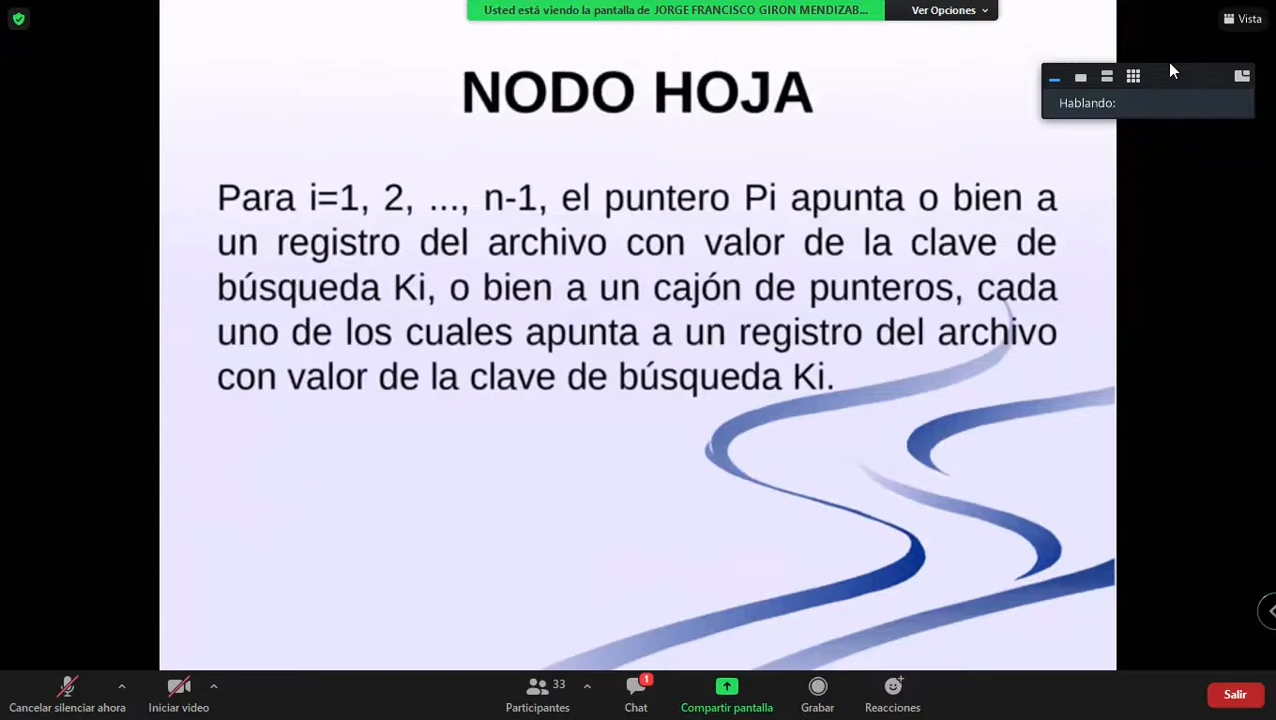 Usted está viendo la pantalla de JORGE FRANCISCO GIRON MENDIZAB...
Ver Opciones
Vista
NODO HOJA
Hablando:
Para i=1, 2, ..., n-1, el puntero Pi apunta o bien a
un registro del archivo con valor de la clave de
búsqueda Ki, o bien a un cajón de punteros, cada
uno de los cuales apunta a un registro del archivo
con valor de la clave de búsqueda Ki.
Cancelar silenciar ahora
Iniciar video
33
Participantes
1
Chat
Compartir pantalla
Grabar
Reacciones
Salir